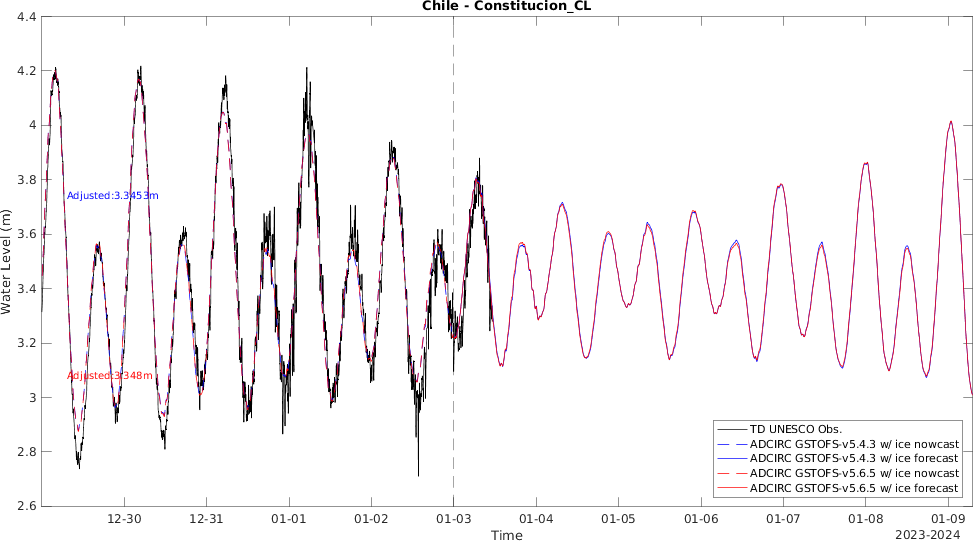 Chile - Constitucion_CL
4.4
4.2
4
3.8
3.6
3.4
3.2
3
2.8
2.6
Water Level (m)
Adjusted:3.3453m
Adjusted:3.348m
TD UNESCO Obs.
ADCIRC GSTOFS-v5.4.3 w/ ice nowcast
ADCIRC GSTOFS-v5.4.3 w/ ice forecast
ADCIRC GSTOFS-v5.6.5 w/ ice nowcast
ADCIRC GSTOFS-v5.6.5 w/ ice forecast
12-30 12-31 01-01 01-02 01-03 01-04 01-05 01-06 01-07 01-08 01-09
Time
2023-2024